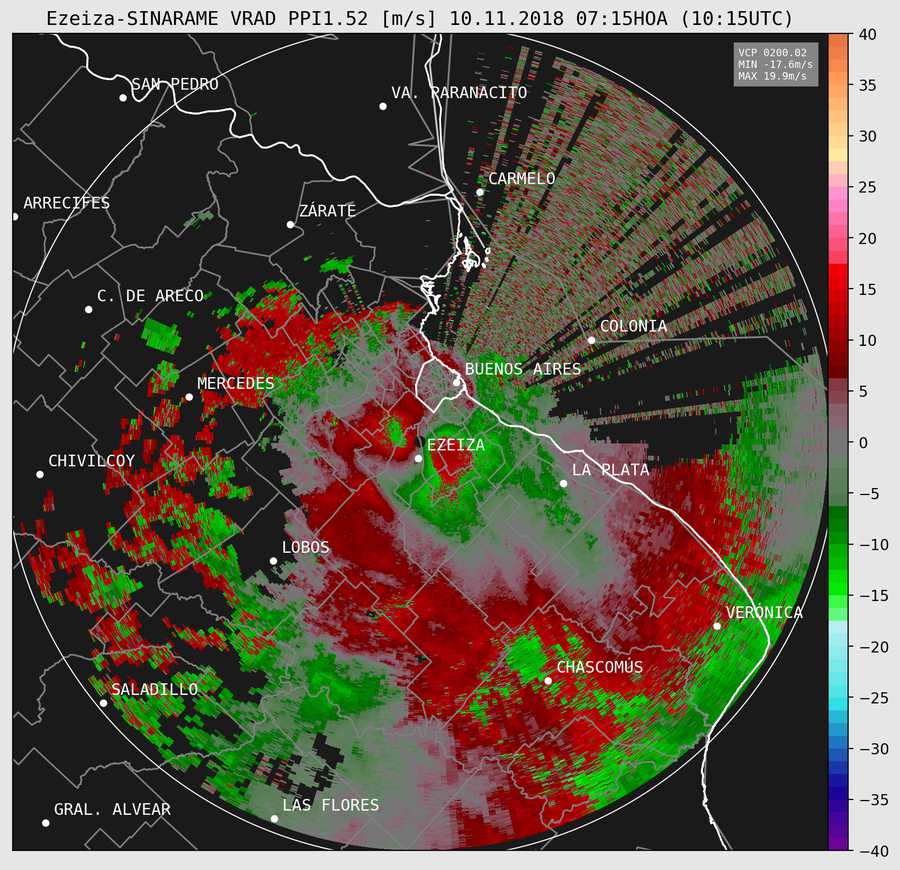 Ezeiza-SINARAME VRAD PPI1.52 [m/s] 10.11.2018 07:15HOA (10:15UTC)
VCP 0200.02
MIN -17.6m/s
MAX 19.9m/s
SAN PEDRO
VA. PARANACITO
CARMELO
ARRECIFES
ZÁRATE
C. DE ARECO
COLONIA
MERCEDES
BUENOS AIRES
EZEIZA
CHIVILCOY
LA PLATA
LOBOS
VERÓNICA
CHASCOMÚS
SALADILLO
LAS FLORES
GRAL. ALVEAR
40
35
30
25
20
15
10
5
0
−5
−10
−15
−20
−25
−30
−35
−40